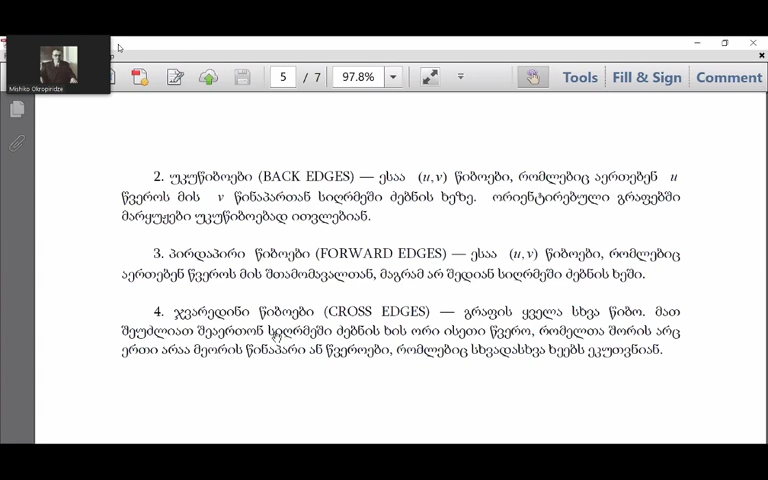 Mishiko Okropiridze
5 / 7
97.8%
Tools
Fill & Sign
Comment
2. უკუწიბოები (BACK EDGES) — ესაა (u,v) წიბოები, რომლებიც აერთებენ u
წვეროს მის v წინაპართან სიღრმეში ძებნის ხეზე. ორიენტირებული გრაფებში
მარყუჟები უკუწიბოებად ითვლებიან.
3. პირდაპირი წიბოები (FORWARD EDGES) — ესაა (u,v) წიბოები, რომლებიც
აერთებენ წვეროს მის შთამომავალთან, მაგრამ არ შედიან სიღრმეში ძებნის ხეში.
4. ჯვარედინი წიბოები (CROSS EDGES) — გრაფის ყველა სხვა წიბო. მათ
შეუძლიათ შეაერთონ სიღრმეში ძებნის ხის ორი ისეთი წვერო, რომელთა შორის არც
ერთი არაა მეორის წინაპარი ან წვეროები, რომლებიც სხვადასხვა ხეებს ეკუთვნიან.